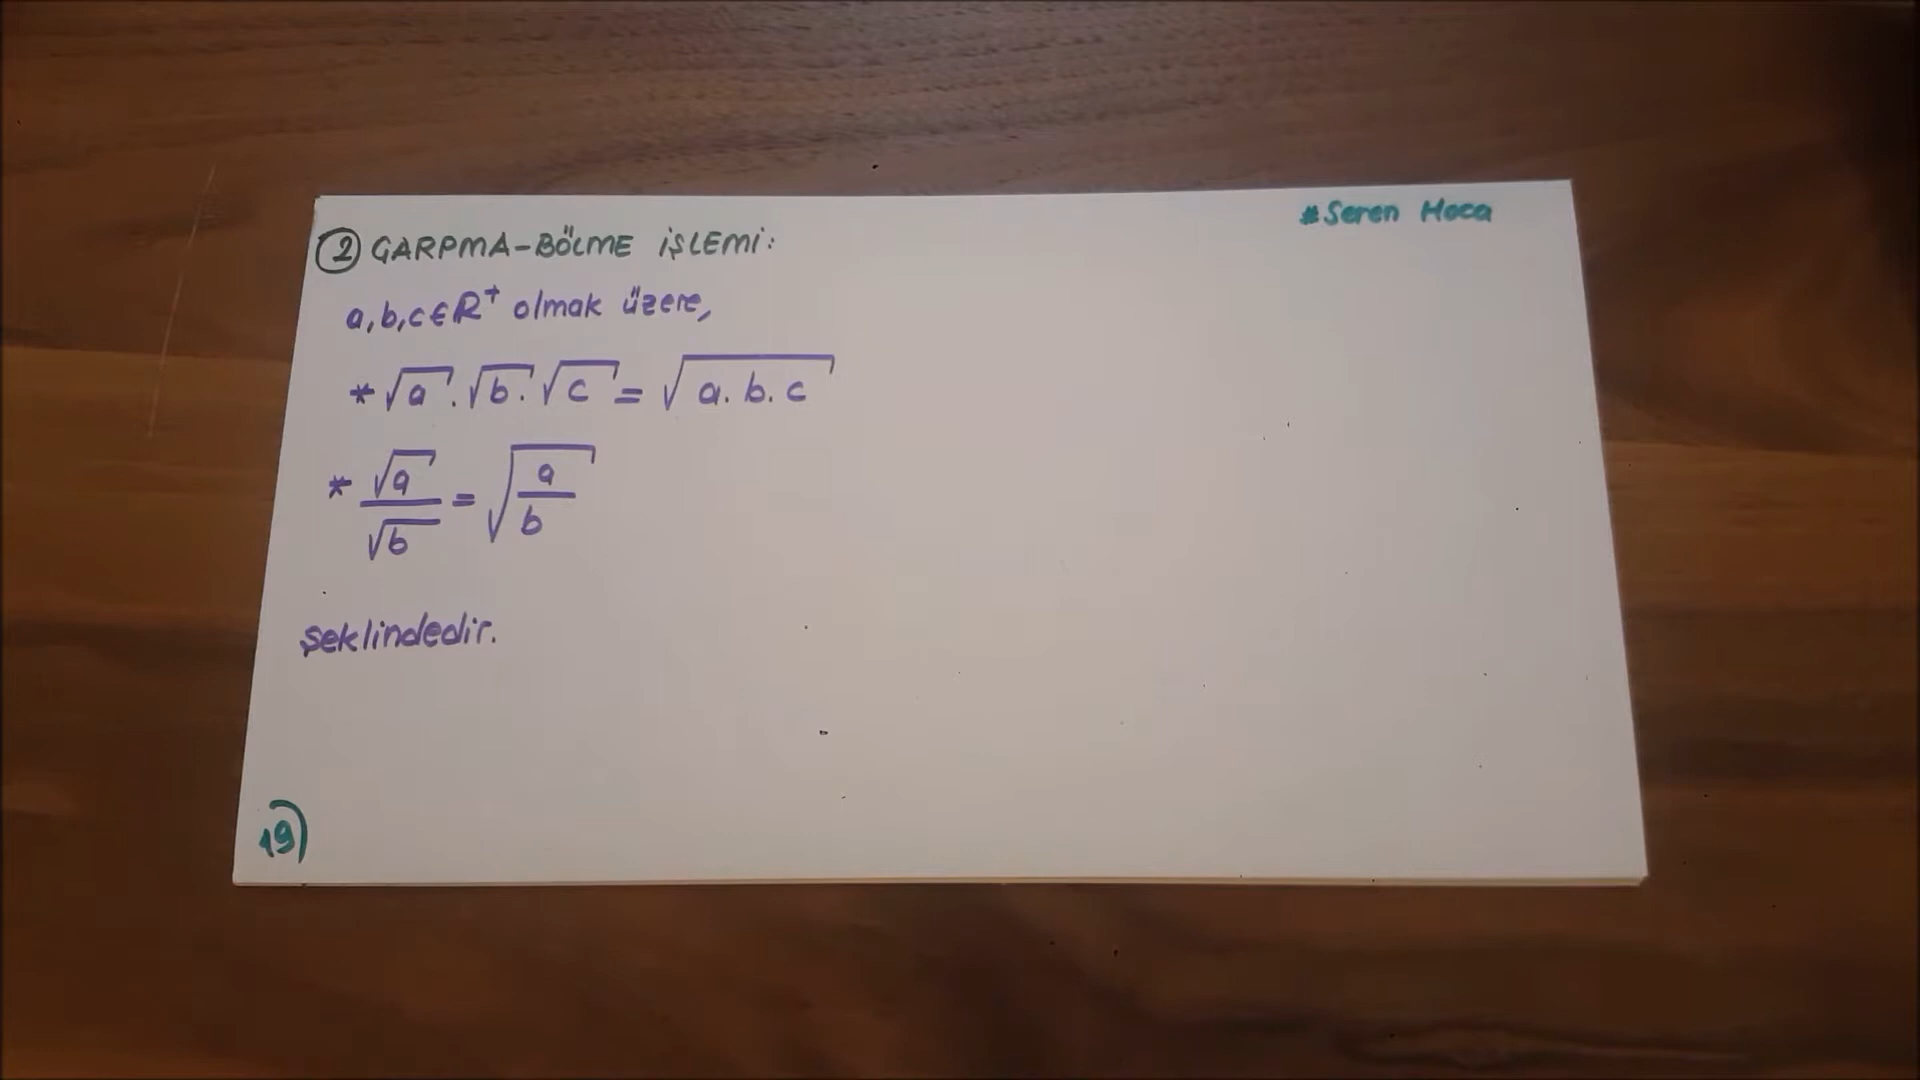 #Seren Hoca
② ÇARPMA-BÖLME İŞLEMİ:
a,b,c∈R⁺ olmak üzere,
* √a . √b . √c = √(a. b. c)
* √a/√b = √(a/b)
şeklindedir.
19)